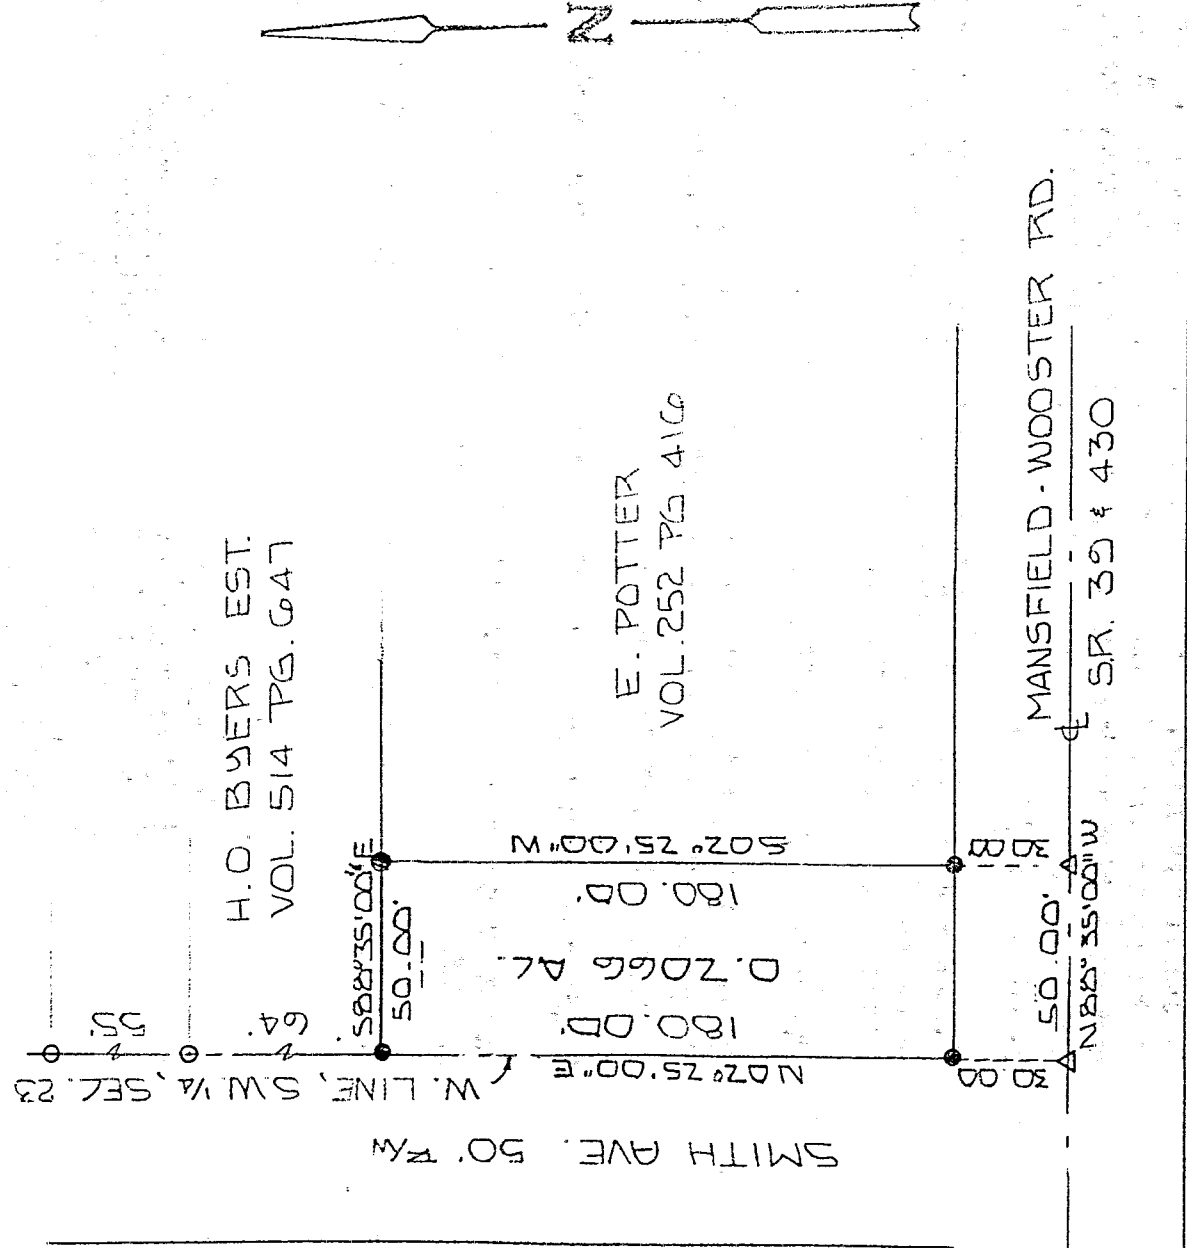 N
H.O. BYERS EST.
VOL. 514 PG. 647
E. POTTER
VOL. 252 PG. 416
MANSFIELD-WOOSTER RD.
S.R. 39 & 430
55'
64'
S88°35'00"E
50.00'
S02°25'00"W
180.00'
0.2066 AC.
180.00'
N02°25'00"E
30.00
50.00'
N88°35'00"W
30.00
W. LINE, S.W. 1/4, SEC. 23
SMITH AVE. 50' R/W